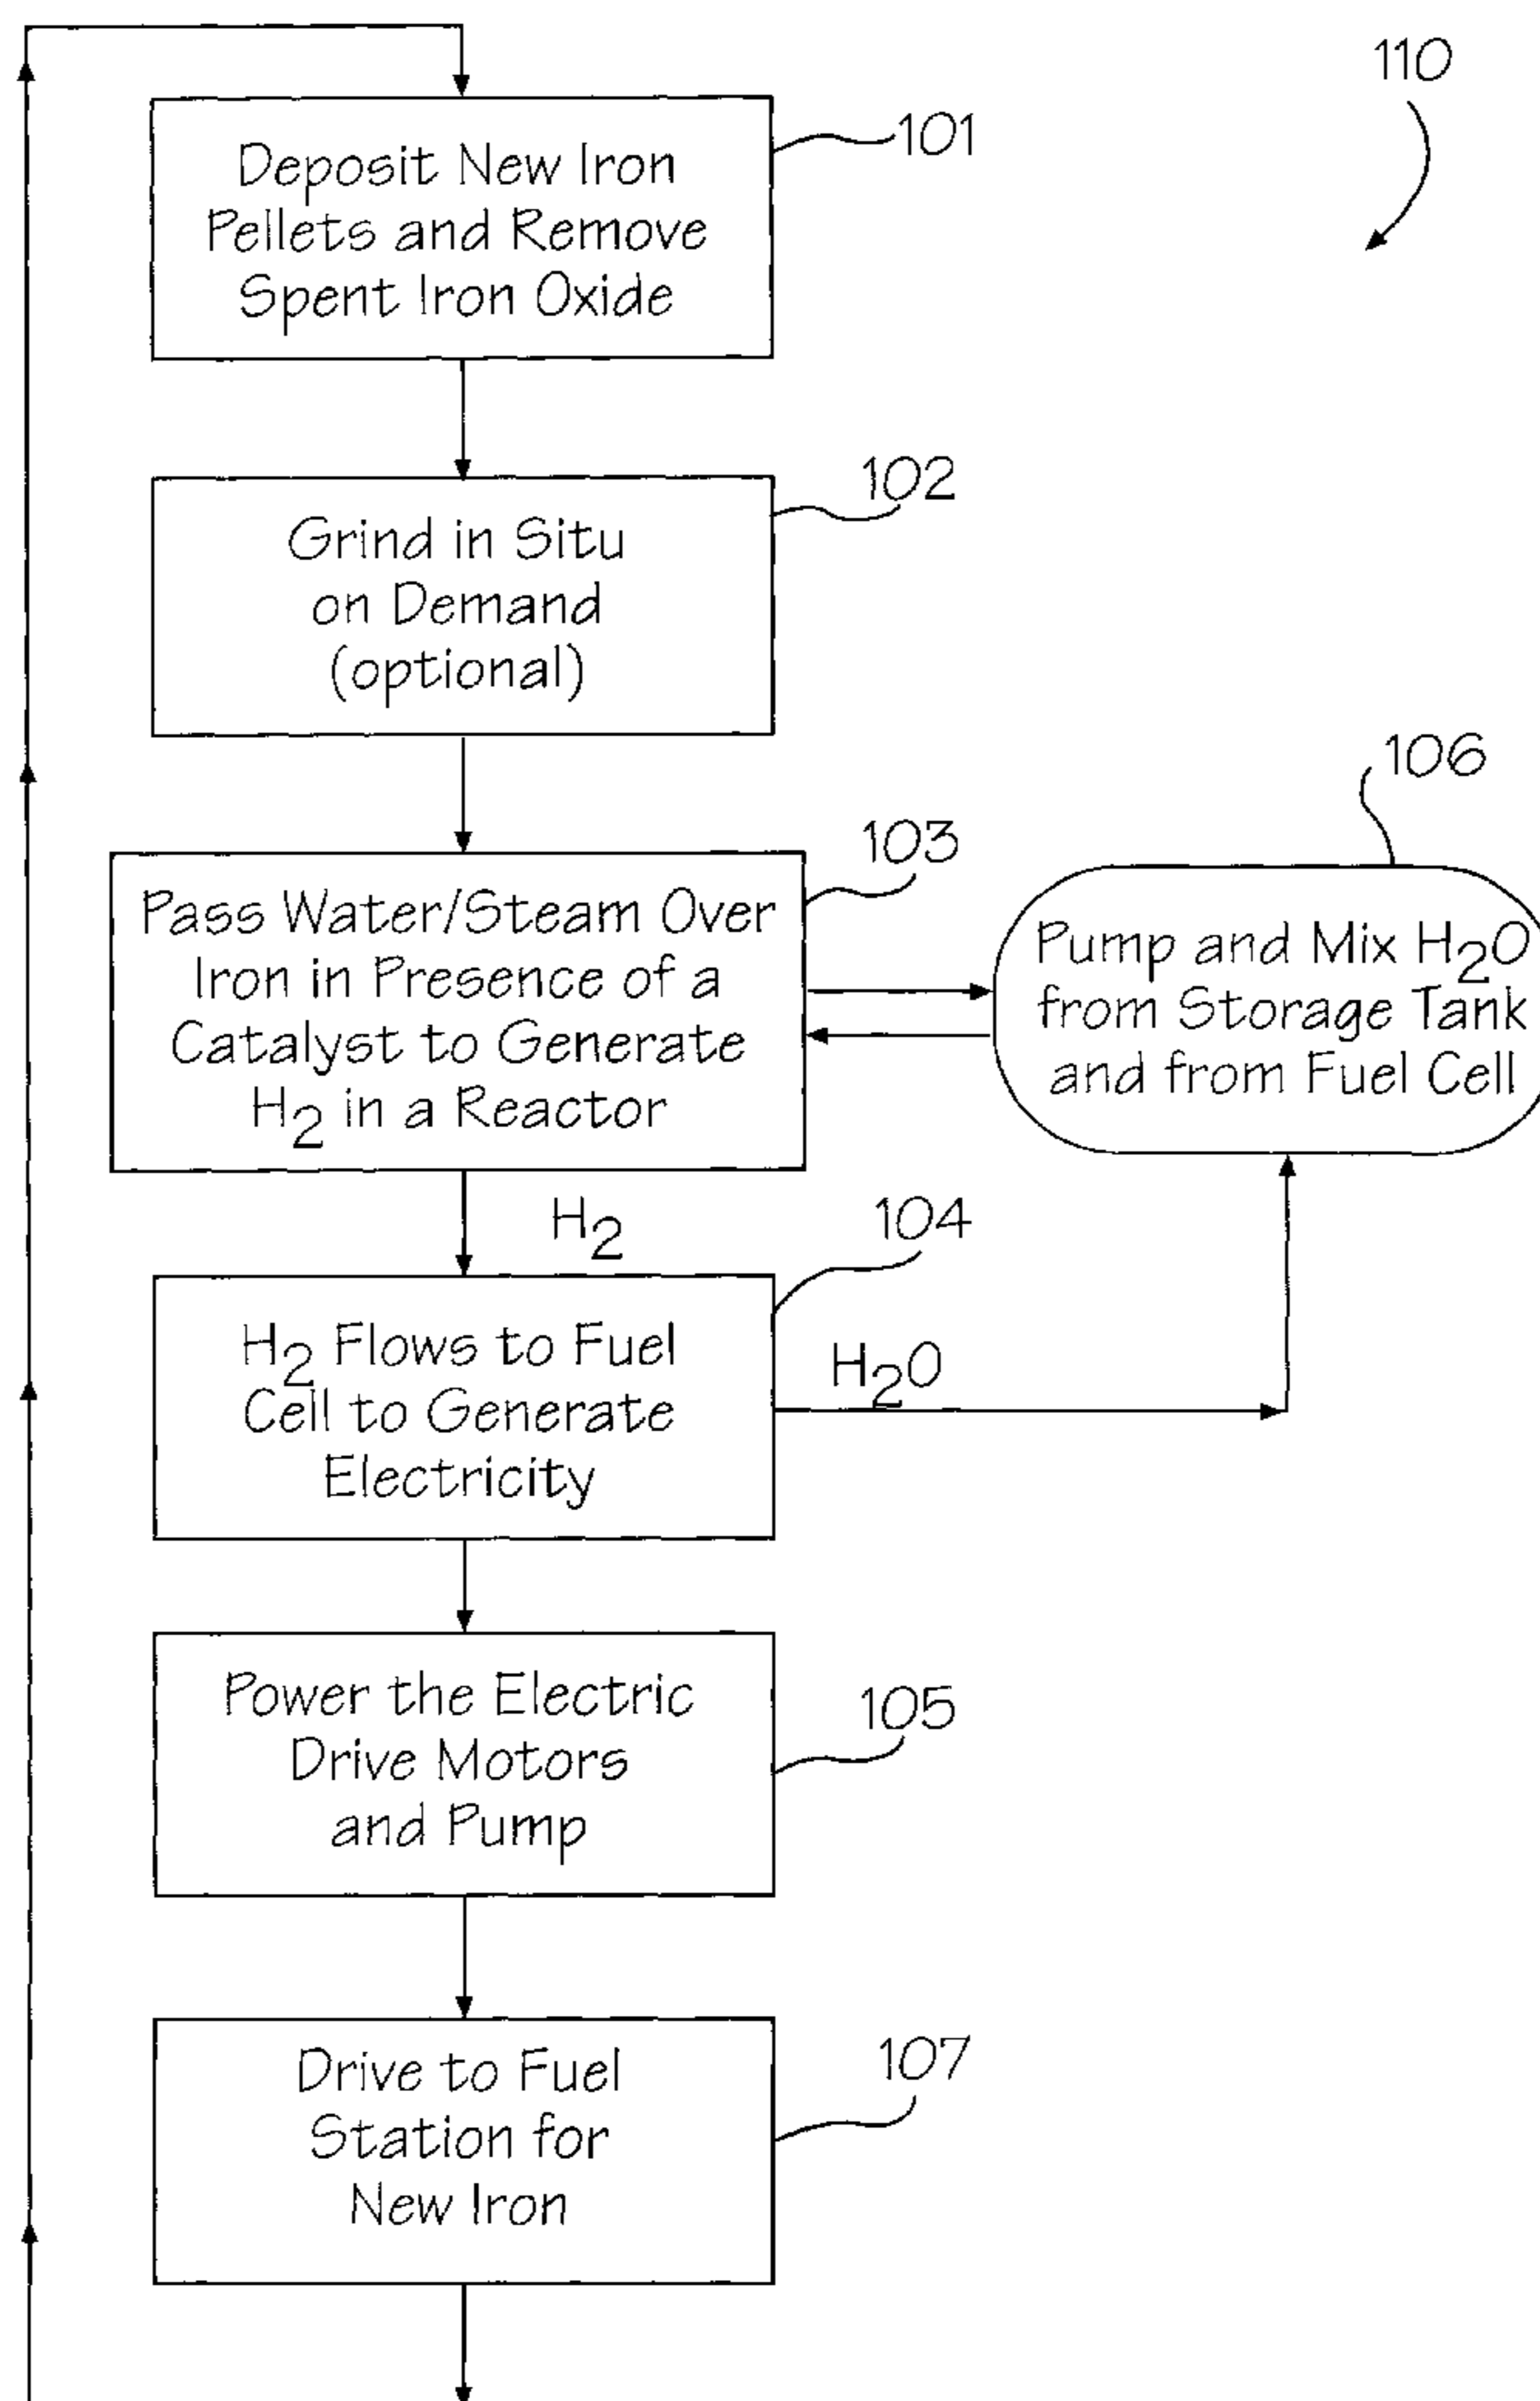 110
101
Deposit New Iron
Pellets and Remove
Spent Iron Oxide
102
Grind in Situ
on Demand
(optional)
103
Pass Water/Steam Over
Iron in Presence of a
Catalyst to Generate
H2 in a Reactor
106
Pump and Mix H2O
from Storage Tank
and from Fuel Cell
H2
104
H2 Flows to Fuel
Cell to Generate
Electricity
H2O
Power the Electric
Drive Motors
and Pump
105
Drive to Fuel
Station for
New Iron
107